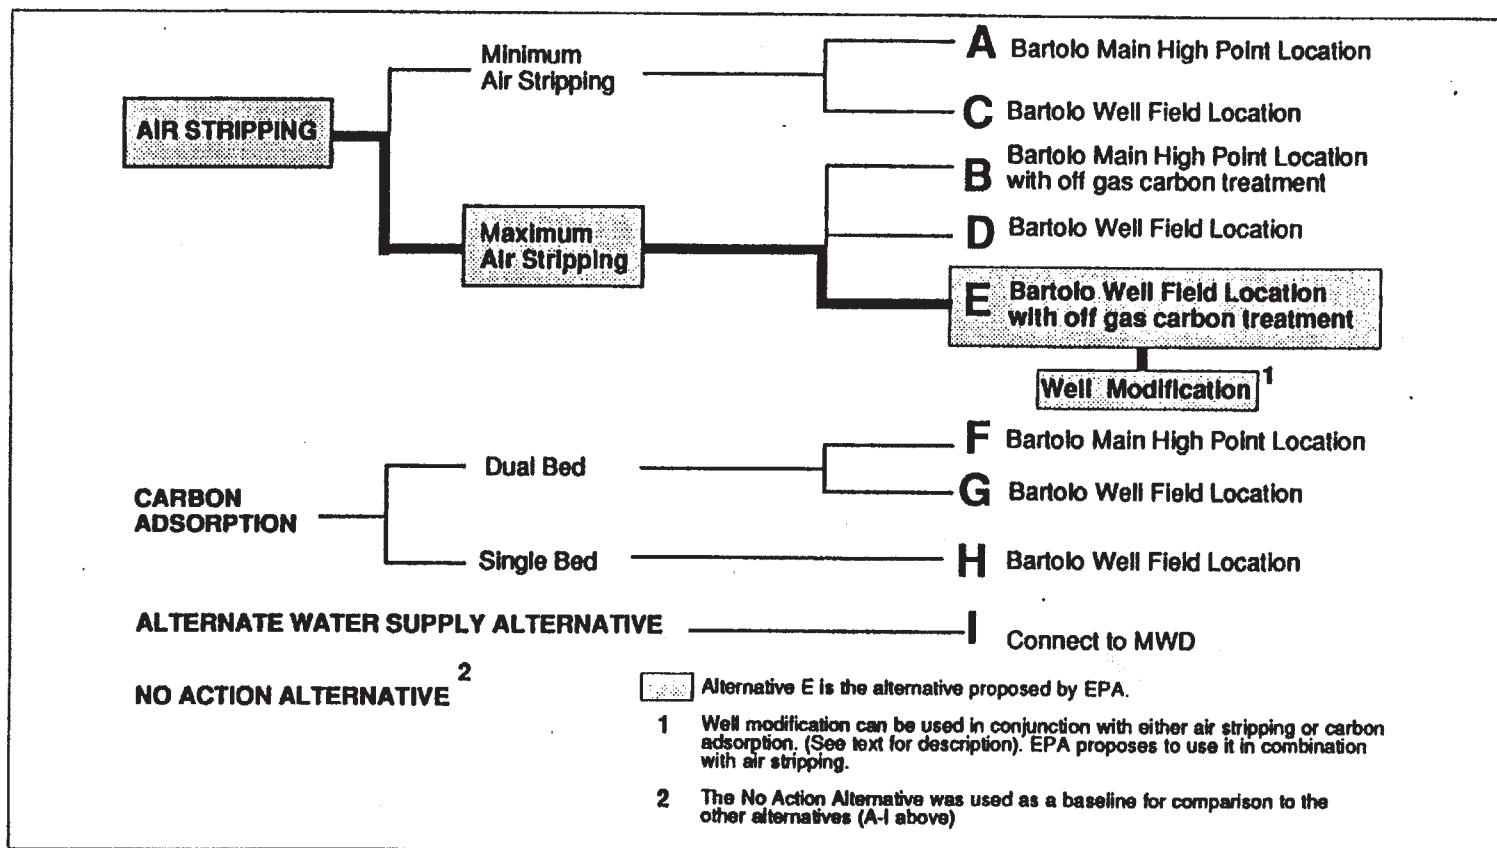 Minimum
Air Stripping
A Bartolo Main High Point Location
C Bartolo Well Field Location
AIR STRIPPING
B Bartolo Main High Point Location
with off gas carbon treatment
Maximum
Air Stripping
D Bartolo Well Field Location
E Bartolo Well Field Location
with off gas carbon treatment
Well Modification 1
CARBON
ADSORPTION
Dual Bed
F Bartolo Main High Point Location
G Bartolo Well Field Location
Single Bed
H Bartolo Well Field Location
ALTERNATE WATER SUPPLY ALTERNATIVE
I Connect to MWD
NO ACTION ALTERNATIVE 2
Alternative E is the alternative proposed by EPA.
1 Well modification can be used in conjunction with either air stripping or carbon
adsorption. (See text for description). EPA proposes to use it in combination
with air stripping.
2 The No Action Alternative was used as a baseline for comparison to the
other alternatives (A-I above)